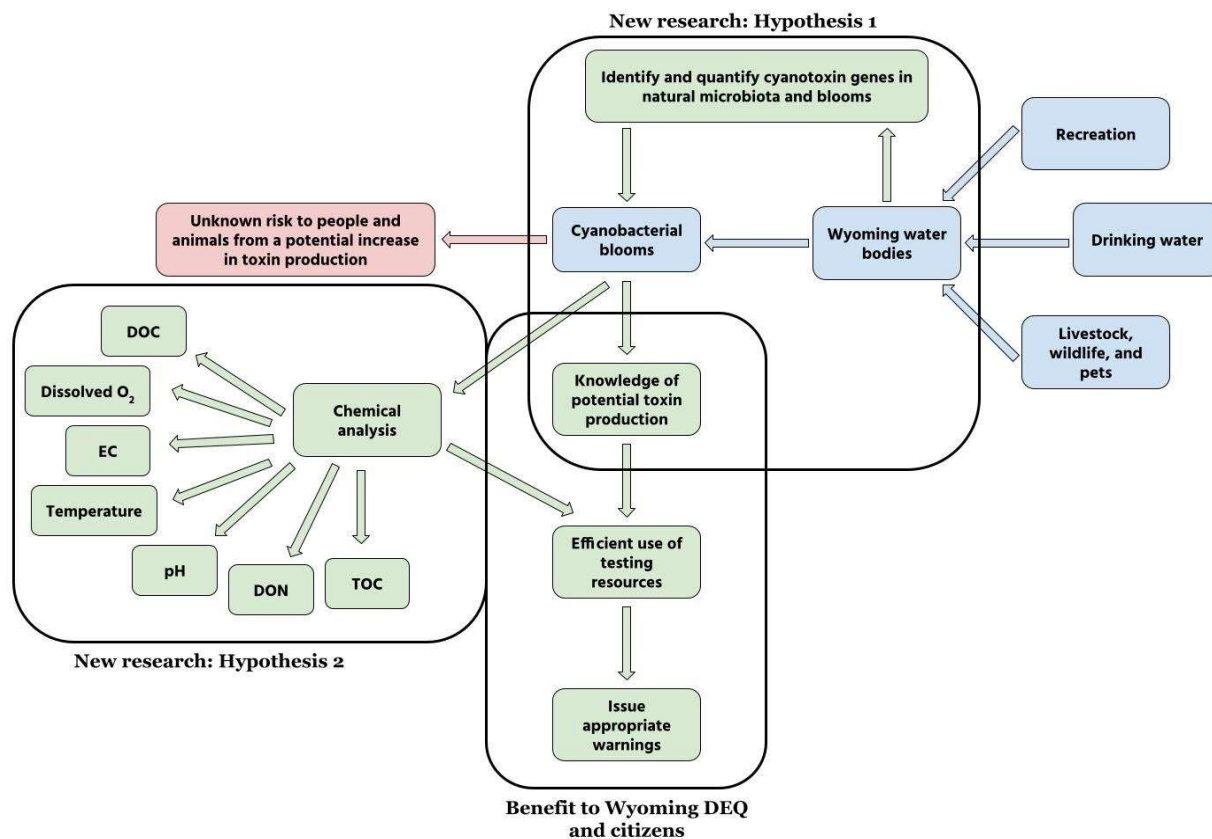 New research: Hypothesis 1
Identify and quantify cyanotoxin genes in
natural microbiota and blooms
Recreation
Unknown risk to people and
animals from a potential increase
in toxin production
Cyanobacterial
blooms
Wyoming water
bodies
Drinking water
Livestock,
wildlife, and
pets
DOC
Dissolved O₂
EC
Temperature
pH
DON
TOC
Chemical
analysis
Knowledge of
potential toxin
production
Efficient use of
testing
resources
New research: Hypothesis 2
Issue
appropriate
warnings
Benefit to Wyoming DEQ
and citizens